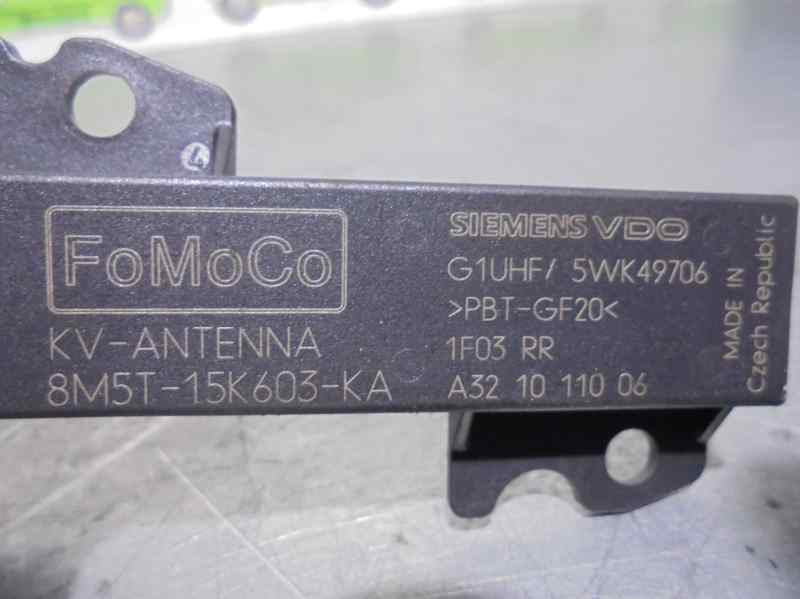 FoMoCo
KV-ANTENNA
8M5T-15K603-KA
SIEMENS VDO
G1UHF/ 5WK49706
>PBT-GF20<
1F03 RR
A32 10 110 06
MADE IN
Czech Republic